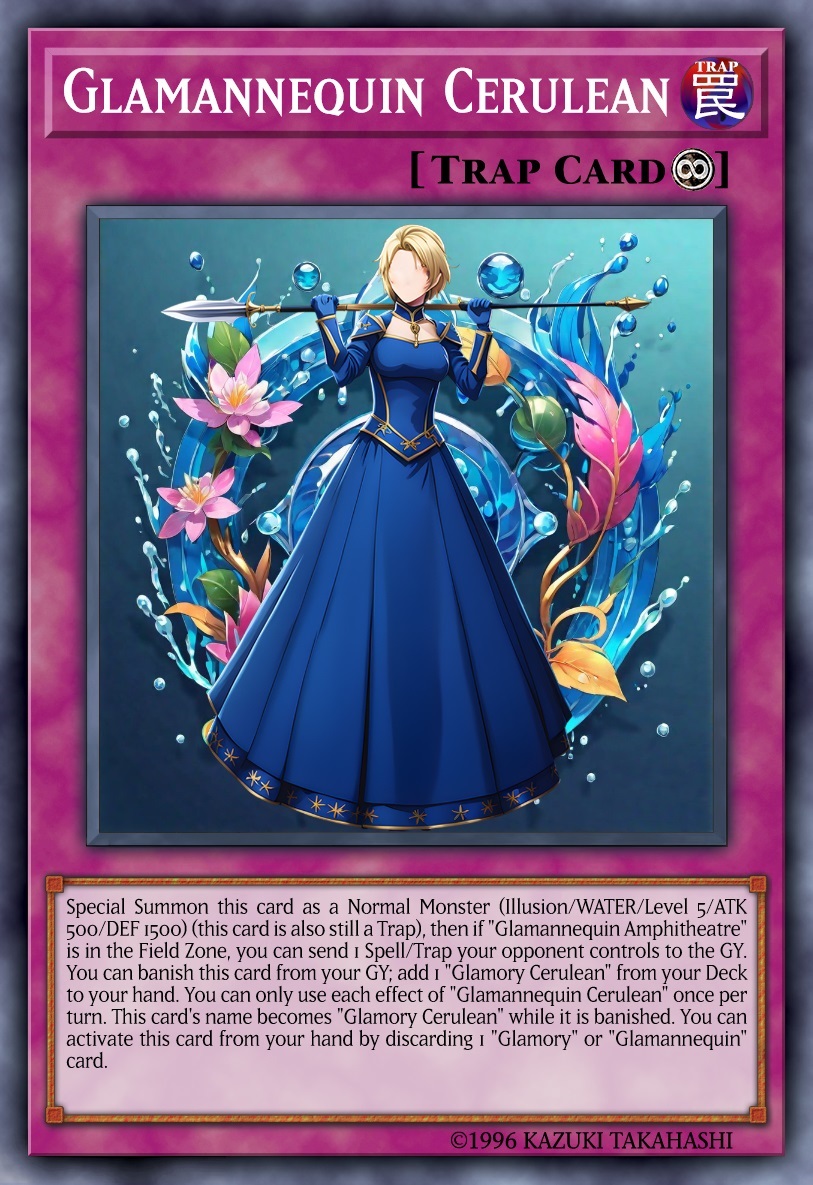 Glamannequin Cerulean
TRAP
罠
[Trap Card]
Special Summon this card as a Normal Monster (Illusion/WATER/Level 5/ATK
500/DEF 1500) (this card is also still a Trap), then if "Glamannequin Amphitheatre"
is in the Field Zone, you can send 1 Spell/Trap your opponent controls to the GY.
You can banish this card from your GY; add 1 "Glamory Cerulean" from your Deck
to your hand. You can only use each effect of "Glamannequin Cerulean" once per
turn. This card's name becomes "Glamory Cerulean" while it is banished. You can
activate this card from your hand by discarding 1 "Glamory" or "Glamannequin"
card.
©1996 KAZUKI TAKAHASHI